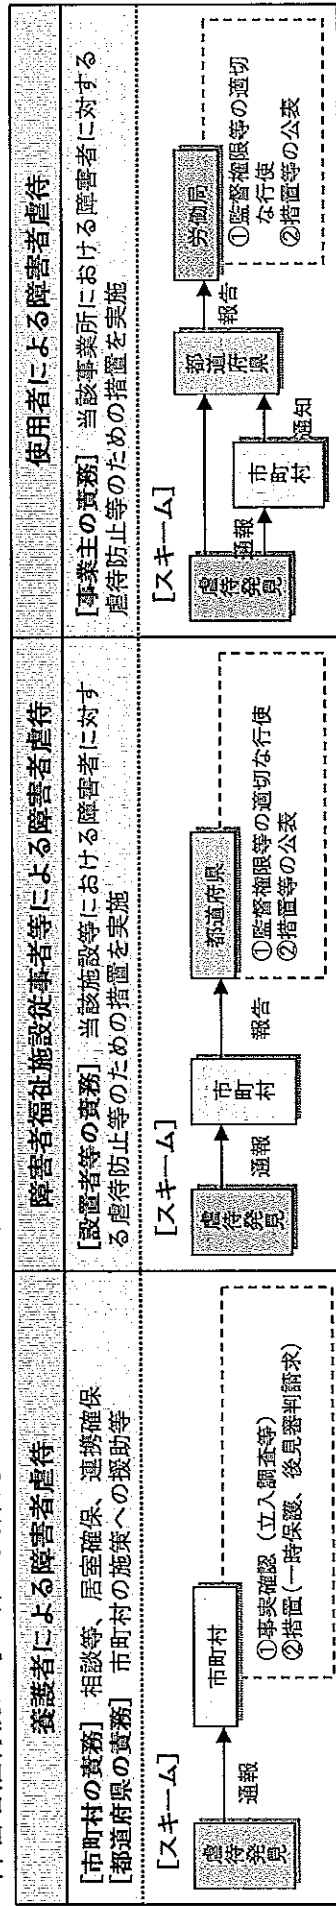 養護者による障害者虐待
[市町村の責務] 相談等、居室確保、連携確保
[都道府県の責務] 市町村の施策への援助等
[スキーム]
虐待発見
通報
市町村
①事実確認（立入調査等）
②措置（一時保護、後見審判請求）
障害者福祉施設従事者等による障害者虐待
[設置者等の責務] 当該施設等における障害者に対す
る虐待防止等のための措置を実施
[スキーム]
虐待発見
通報
市町村
報告
都道府県
①監督権限等の適切な行使
②措置等の公表
使用者による障害者虐待
[事業主の責務] 当該事業所における障害者に対する
虐待防止等のための措置を実施
[スキーム]
虐待発見
通報
市町村
通知
都道府県
報告
労働局
①監督権限等の適切
な行使
②措置等の公表